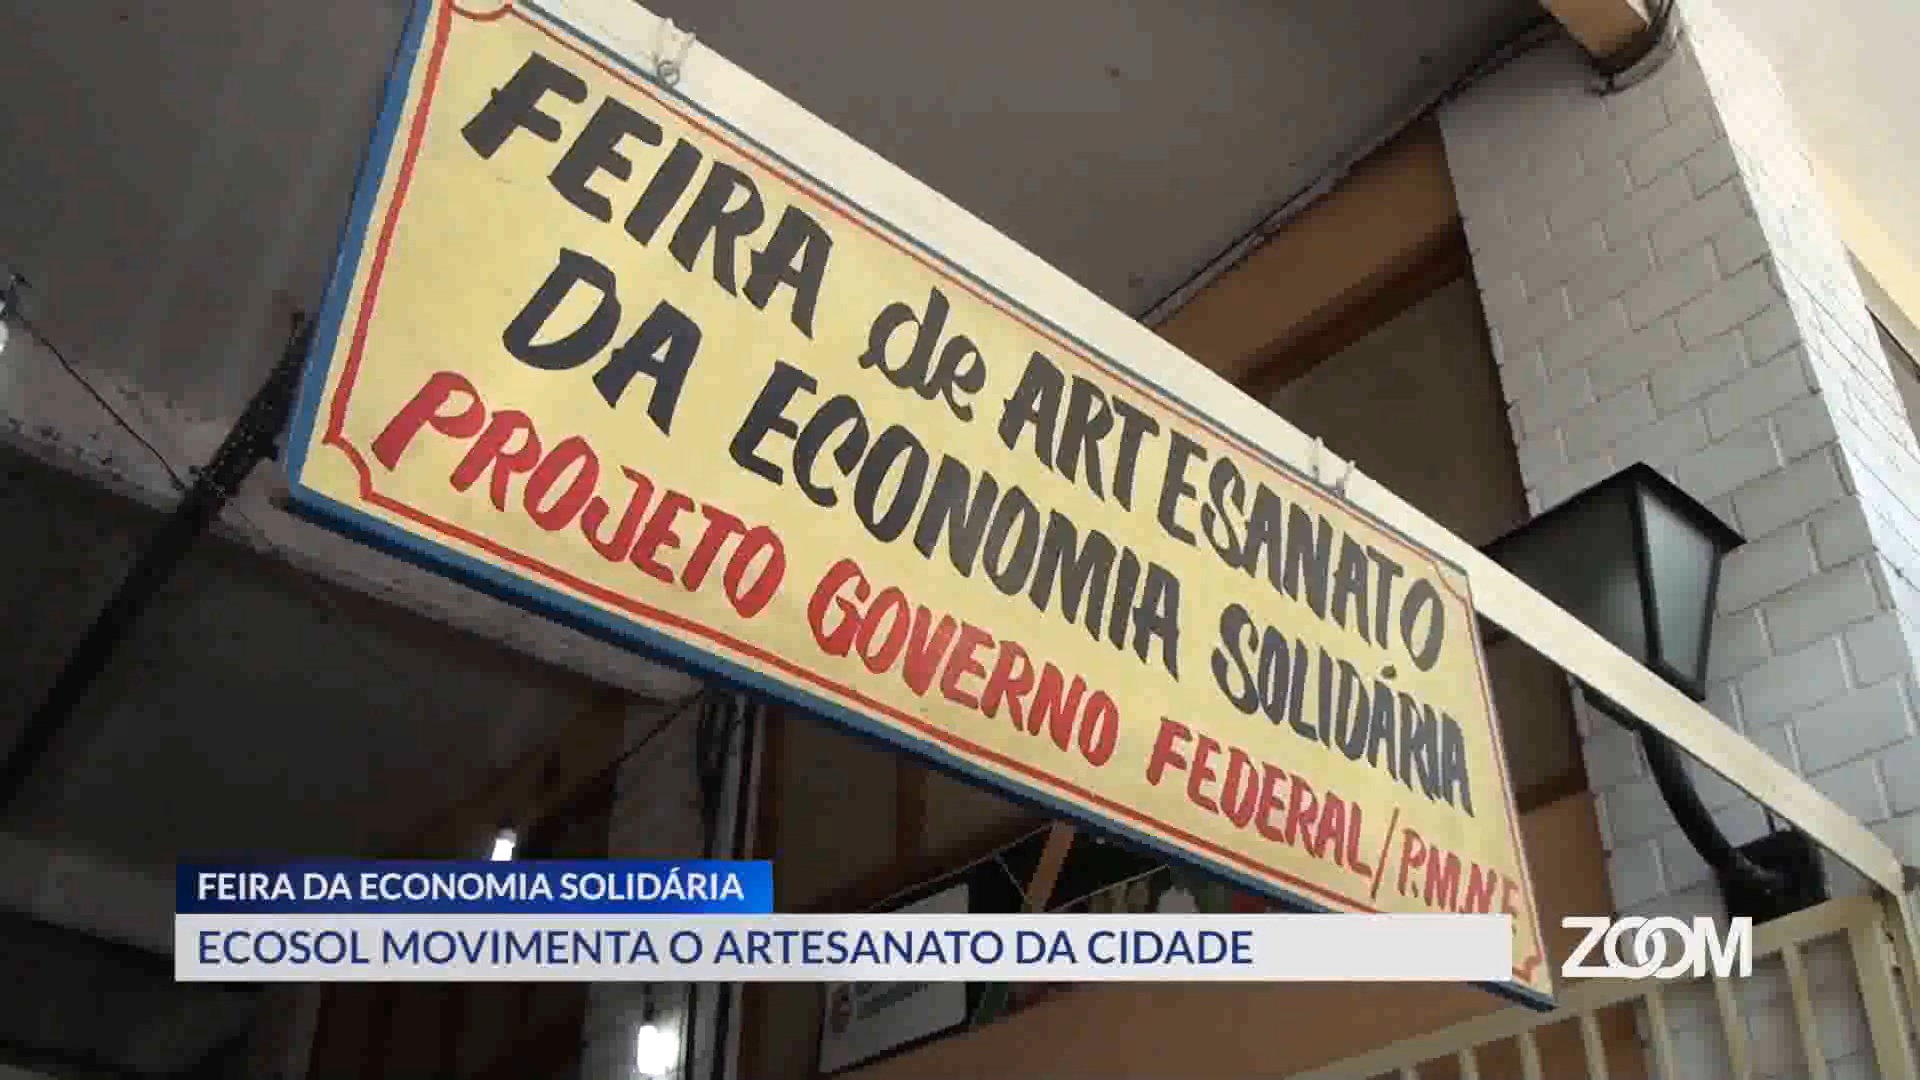 FEIRA de ARTESANATO
DA ECONOMIA SOLIDÁRIA
PROJETO GOVERNO FEDERAL/P.M.N.F
FEIRA DA ECONOMIA SOLIDÁRIA
ECOSOL MOVIMENTA O ARTESANATO DA CIDADE
ZOOM